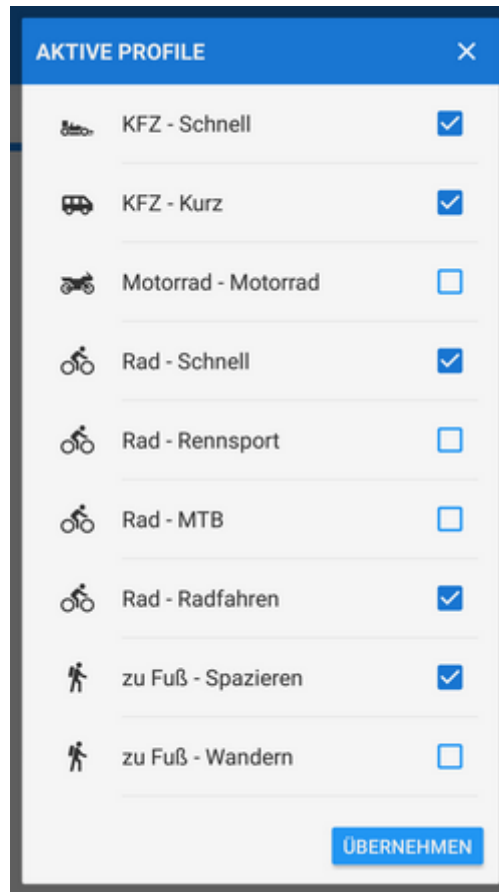 AKTIVE PROFILE
KFZ - Schnell
KFZ - Kurz
Motorrad - Motorrad
Rad - Schnell
Rad - Rennsport
Rad - MTB
Rad - Radfahren
zu Fuß - Spazieren
zu Fuß - Wandern
ÜBERNEHMEN